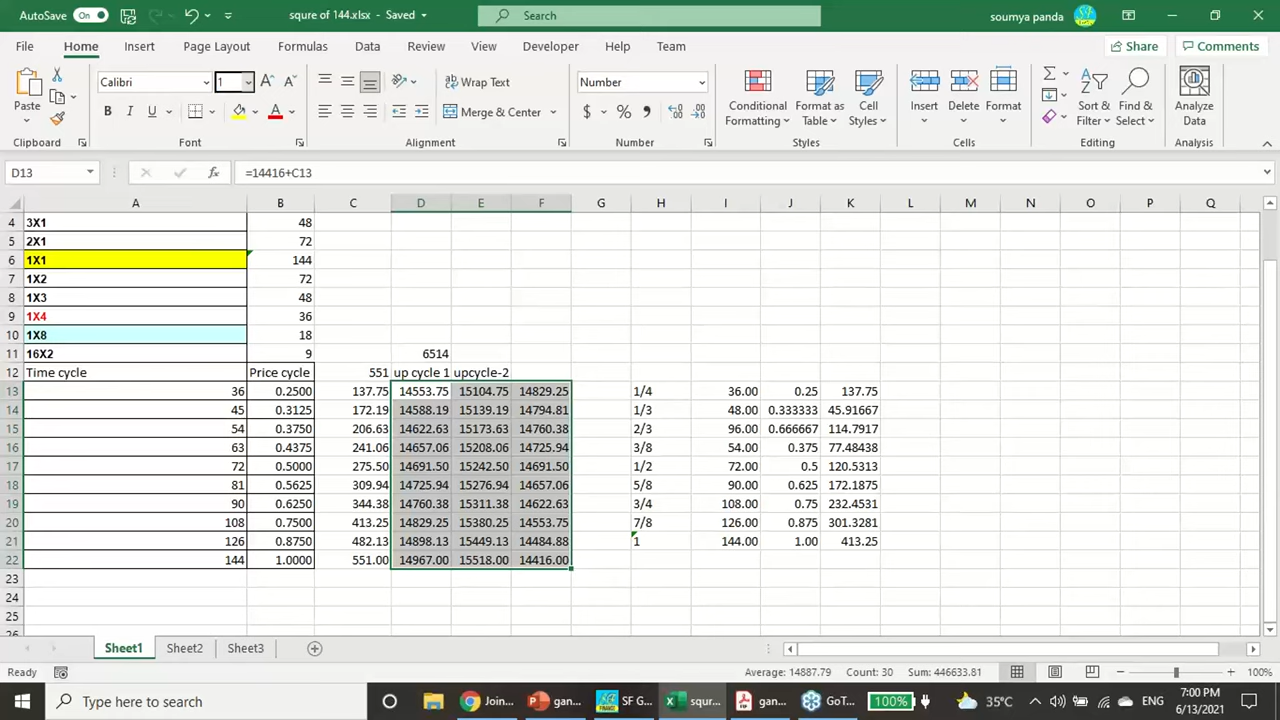 AutoSave On squre of 144.xlsx - Saved Search soumya panda
File Home Insert Page Layout Formulas Data Review View Developer Help Team Share Comments
Paste Calibri 1 Wrap Text Number Conditional Formatting Format as Table Cell Styles Insert Delete Format Sort & Filter Find & Select Analyze Data
B I U A Merge & Center $ %
Clipboard Font Alignment Number Styles Cells Editing Analysis
D13 fx =14416+C13
A B C D E F G H I J K L M N O P Q
4 3X1 48
5 2X1 72
6 1X1 144
7 1X2 72
8 1X3 48
9 1X4 36
10 1X8 18
11 16X2 9 6514
12 Time cycle Price cycle 551 up cycle 1 upcycle-2
13 36 0.2500 137.75 14553.75 15104.75 14829.25 1/4 36.00 0.25 137.75
14 45 0.3125 172.19 14588.19 15139.19 14794.81 1/3 48.00 0.333333 45.91667
15 54 0.3750 206.63 14622.63 15173.63 14760.38 2/3 96.00 0.666667 114.7917
16 63 0.4375 241.06 14657.06 15208.06 14725.94 3/8 54.00 0.375 77.48438
17 72 0.5000 275.50 14691.50 15242.50 14691.50 1/2 72.00 0.5 120.5313
18 81 0.5625 309.94 14725.94 15276.94 14657.06 5/8 90.00 0.625 172.1875
19 90 0.6250 344.38 14760.38 15311.38 14622.63 3/4 108.00 0.75 232.4531
20 108 0.7500 413.25 14829.25 15380.25 14553.75 7/8 126.00 0.875 301.3281
21 126 0.8750 482.13 14898.13 15449.13 14484.88 1 144.00 1.00 413.25
22 144 1.0000 551.00 14967.00 15518.00 14416.00
23
24
25
Sheet1 Sheet2 Sheet3
Ready Average: 14887.79 Count: 30 Sum: 446633.81 100%
Type here to search Join... gan... SF G... squr... gan... GoT... 100% 35°C ENG 7:00 PM
6/13/2021